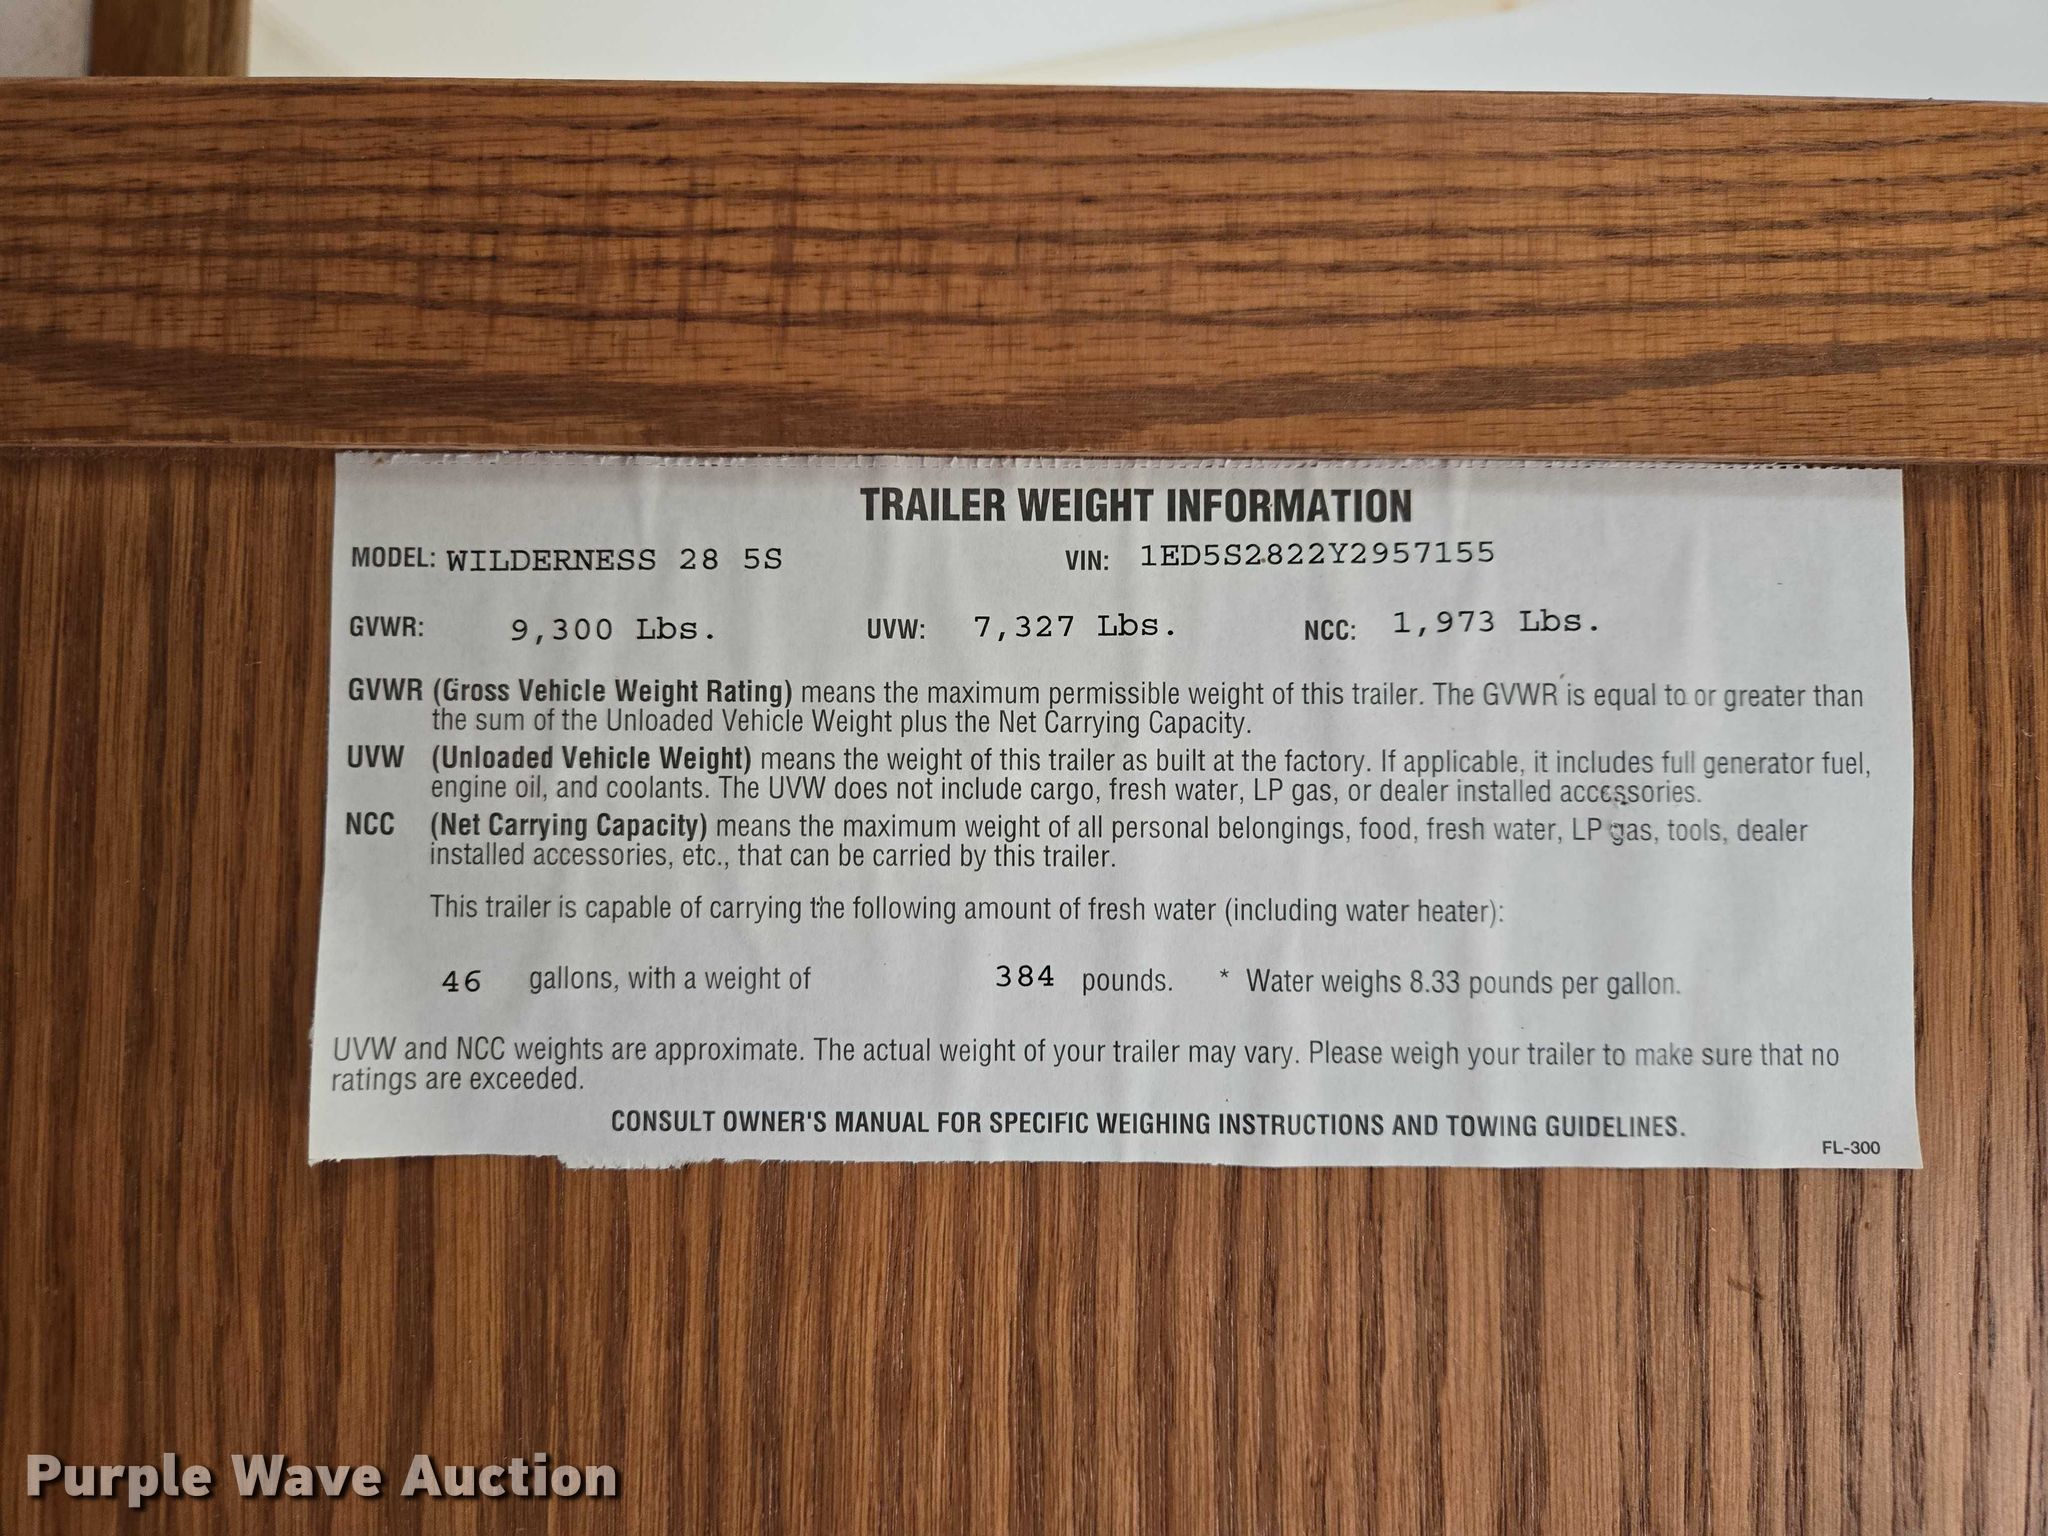 TRAILER WEIGHT INFORMATION
MODEL: WILDERNESS 28 5S VIN: 1ED5S2822Y2957155
GVWR: 9,300 Lbs. UVW: 7,327 Lbs. NCC: 1,973 Lbs.
GVWR (Gross Vehicle Weight Rating) means the maximum permissible weight of this trailer. The GVWR is equal to or greater than
the sum of the Unloaded Vehicle Weight plus the Net Carrying Capacity.
UVW (Unloaded Vehicle Weight) means the weight of this trailer as built at the factory. If applicable, it includes full generator fuel,
engine oil, and coolants. The UVW does not include cargo, fresh water, LP gas, or dealer installed accessories.
NCC (Net Carrying Capacity) means the maximum weight of all personal belongings, food, fresh water, LP gas, tools, dealer
installed accessories, etc., that can be carried by this trailer.
This trailer is capable of carrying the following amount of fresh water (including water heater):
46 gallons, with a weight of 384 pounds. * Water weighs 8.33 pounds per gallon.
UVW and NCC weights are approximate. The actual weight of your trailer may vary. Please weigh your trailer to make sure that no
ratings are exceeded.
CONSULT OWNER'S MANUAL FOR SPECIFIC WEIGHING INSTRUCTIONS AND TOWING GUIDELINES.
FL-300
Purple Wave Auction